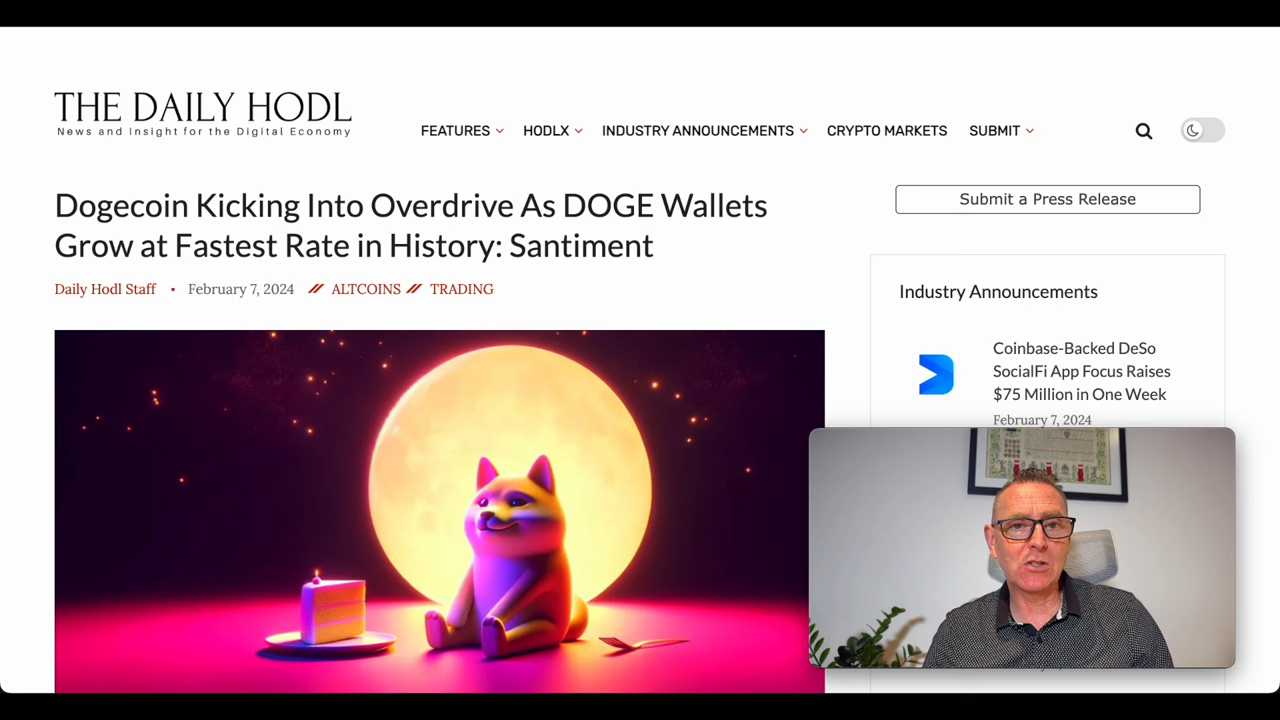 THE DAILY HODL
News and Insight for the Digital Economy
FEATURES
HODLX
INDUSTRY ANNOUNCEMENTS
CRYPTO MARKETS
SUBMIT
Dogecoin Kicking Into Overdrive As DOGE Wallets
Grow at Fastest Rate in History: Santiment
Daily Hodl Staff • February 7, 2024 // ALTCOINS // TRADING
Submit a Press Release
Industry Announcements
Coinbase-Backed DeSo
SocialFi App Focus Raises
$75 Million in One Week
February 7, 2024